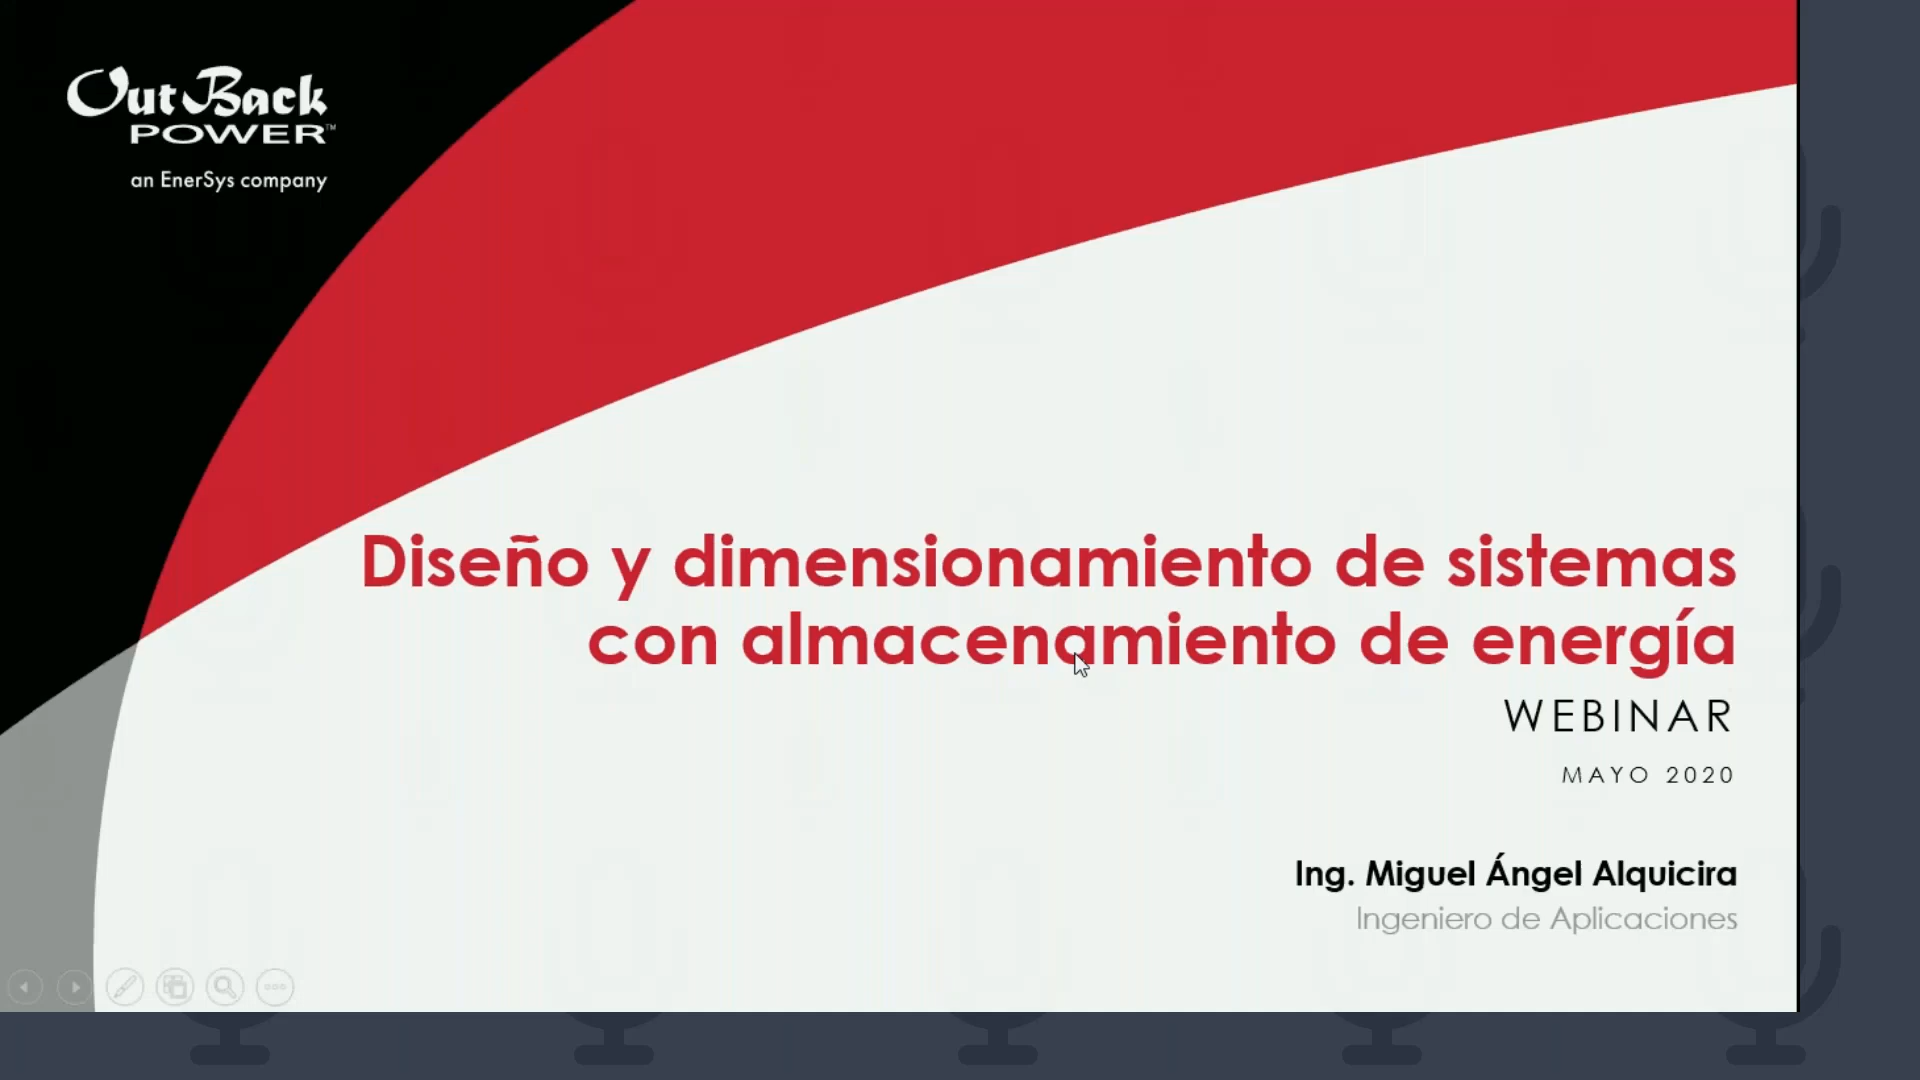 OutBack
POWER™
an EnerSys company
Diseño y dimensionamiento de sistemas
con almacenamiento de energía
WEBINAR
MAYO 2020
Ing. Miguel Ángel Alquicira
Ingeniero de Aplicaciones